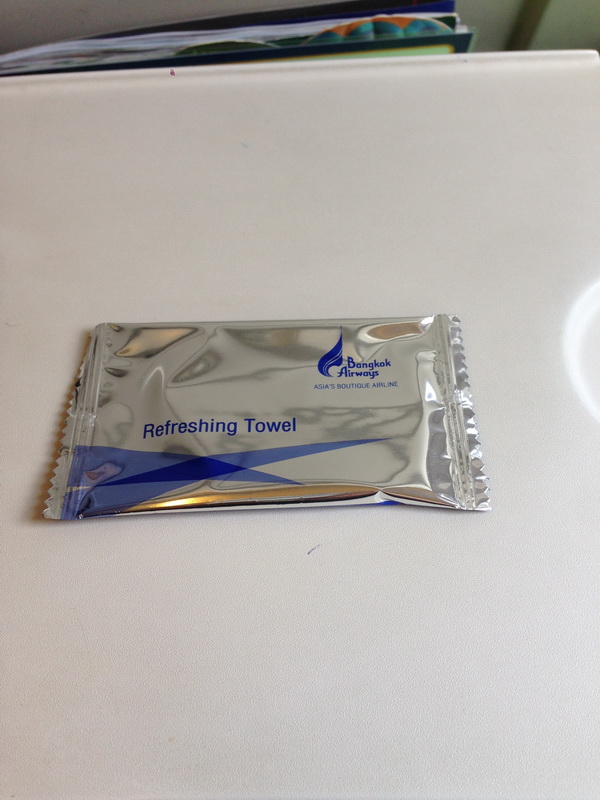 Bangkok
Airways
ASIA'S BOUTIQUE AIRLINE
Refreshing Towel